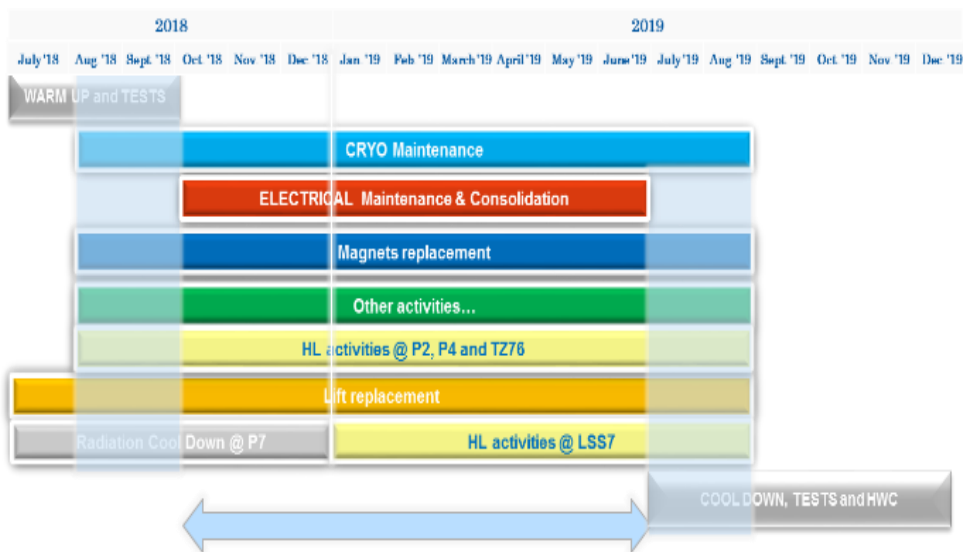 2018 2019
July '18 Aug '18 Sept '18 Oct '18 Nov '18 Dec '18 Jan '19 Feb '19 March '19 April '19 May '19 June '19 July '19 Aug '19 Sept '19 Oct '19 Nov '19 Dec '19
WARM UP and TESTS
CRYO Maintenance
ELECTRICAL Maintenance & Consolidation
Magnets replacement
Other activities...
HL activities @ P2, P4 and TZ76
Lift replacement
Radiation Cool Down @ P7 HL activities @ LSS7
COOL DOWN, TESTS and HWC